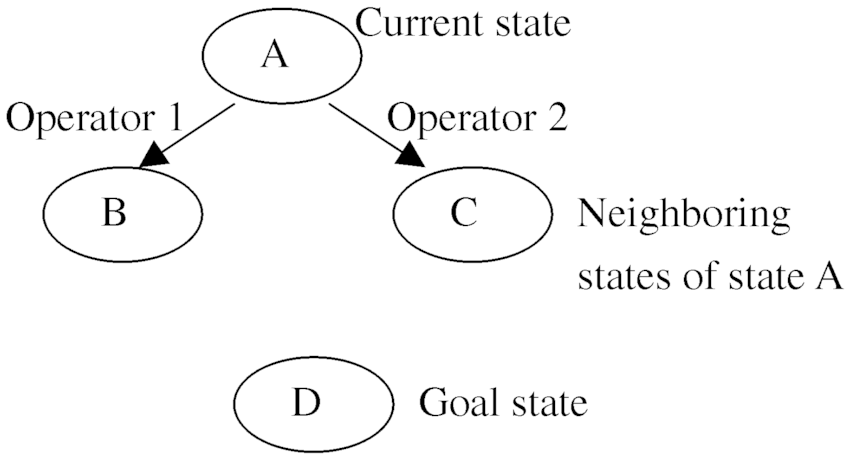 Current state
A
Operator 1
Operator 2
B
C
Neighboring
states of state A
D
Goal state